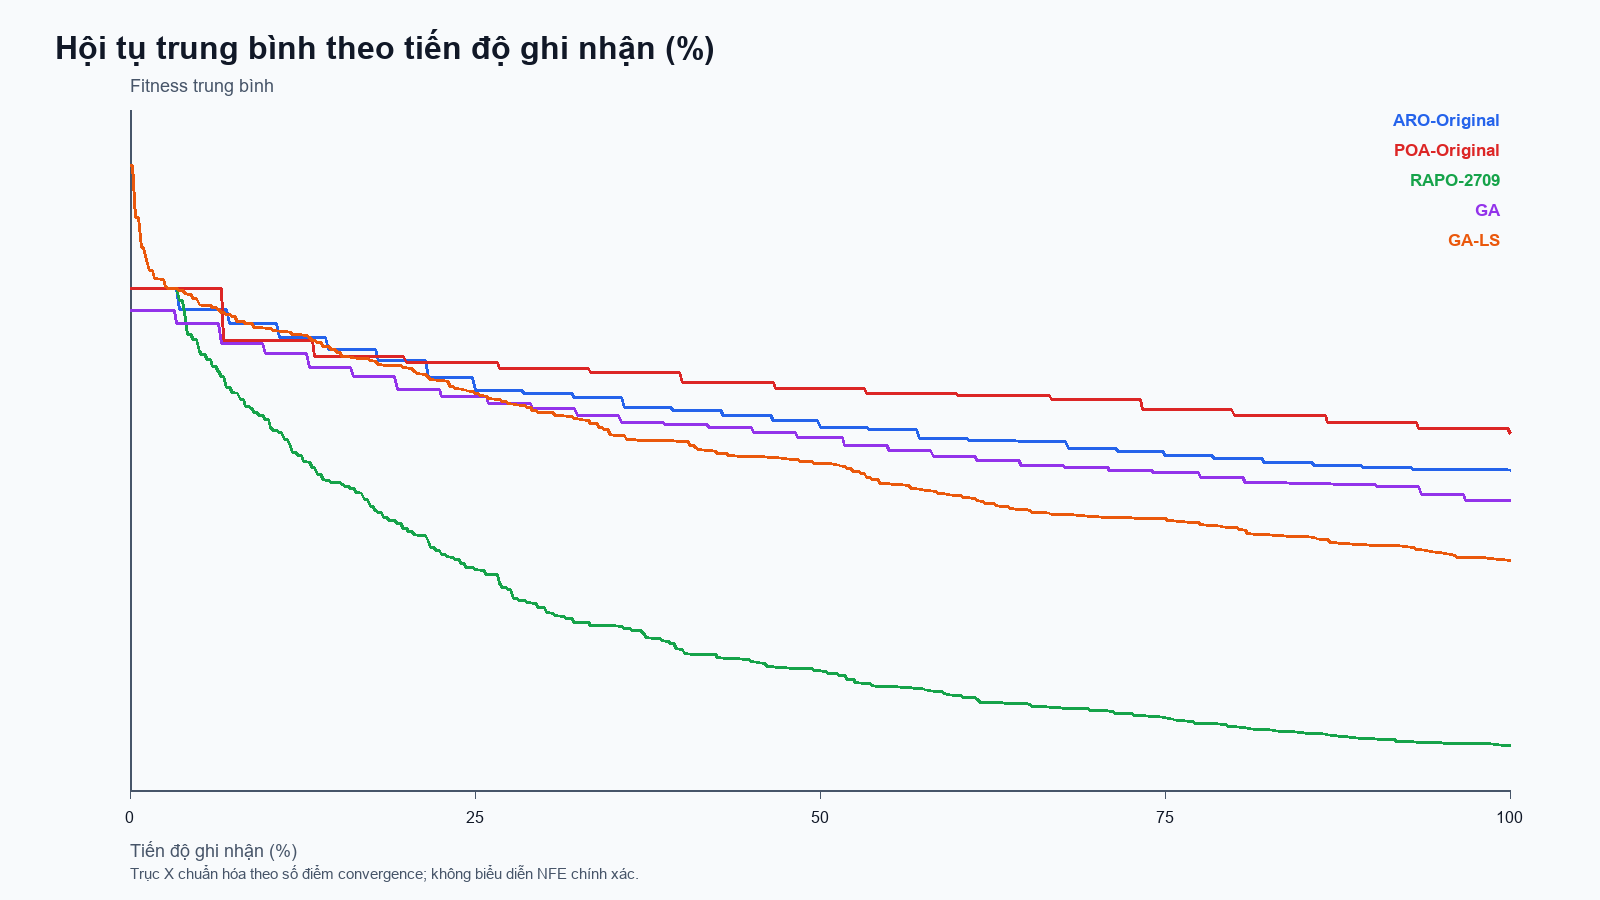 Hội tụ trung bình theo tiến độ ghi nhận (%)
Fitness trung bình
ARO-Original
POA-Original
RAPO-2709
GA
GA-LS
0 25 50 75 100
Tiến độ ghi nhận (%)
Trục X chuẩn hóa theo số điểm convergence; không biểu diễn NFE chính xác.